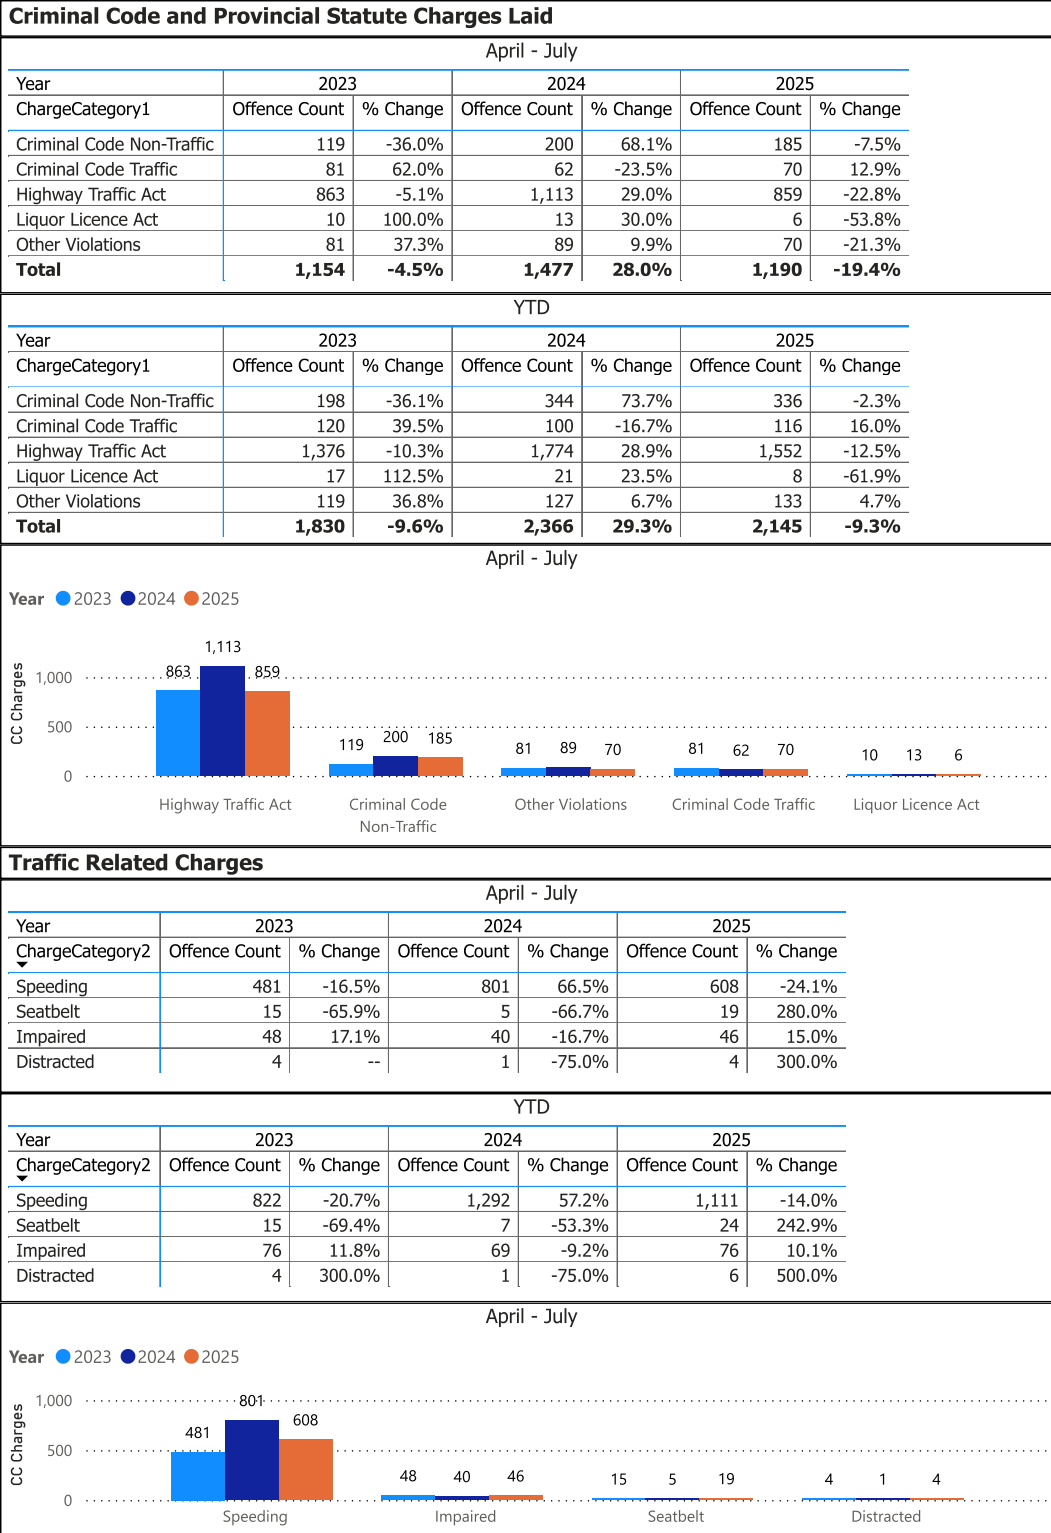 Criminal Code and Provincial Statute Charges Laid
April - July
Year 2023 2024 2025
ChargeCategory1 Offence Count % Change Offence Count % Change Offence Count % Change
Criminal Code Non-Traffic 119 -36.0% 200 68.1% 185 -7.5%
Criminal Code Traffic 81 62.0% 62 -23.5% 70 12.9%
Highway Traffic Act 863 -5.1% 1,113 29.0% 859 -22.8%
Liquor Licence Act 10 100.0% 13 30.0% 6 -53.8%
Other Violations 81 37.3% 89 9.9% 70 -21.3%
Total 1,154 -4.5% 1,477 28.0% 1,190 -19.4%
YTD
Year 2023 2024 2025
ChargeCategory1 Offence Count % Change Offence Count % Change Offence Count % Change
Criminal Code Non-Traffic 198 -36.1% 344 73.7% 336 -2.3%
Criminal Code Traffic 120 39.5% 100 -16.7% 116 16.0%
Highway Traffic Act 1,376 -10.3% 1,774 28.9% 1,552 -12.5%
Liquor Licence Act 17 112.5% 21 23.5% 8 -61.9%
Other Violations 119 36.8% 127 6.7% 133 4.7%
Total 1,830 -9.6% 2,366 29.3% 2,145 -9.3%
April - July
Year 2023 2024 2025
CC Charges
1,113
863 859
1,000
500
119 200 185 81 89 70 81 62 70 10 13 6
0
Highway Traffic Act Criminal Code Other Violations Criminal Code Traffic Liquor Licence Act
Non-Traffic
Traffic Related Charges
April - July
Year 2023 2024 2025
ChargeCategory2 Offence Count % Change Offence Count % Change Offence Count % Change
Speeding 481 -16.5% 801 66.5% 608 -24.1%
Seatbelt 15 -65.9% 5 -66.7% 19 280.0%
Impaired 48 17.1% 40 -16.7% 46 15.0%
Distracted 4 -- 1 -75.0% 4 300.0%
YTD
Year 2023 2024 2025
ChargeCategory2 Offence Count % Change Offence Count % Change Offence Count % Change
Speeding 822 -20.7% 1,292 57.2% 1,111 -14.0%
Seatbelt 15 -69.4% 7 -53.3% 24 242.9%
Impaired 76 11.8% 69 -9.2% 76 10.1%
Distracted 4 300.0% 1 -75.0% 6 500.0%
April - July
Year 2023 2024 2025
CC Charges
1,000 801
481 608
500
48 40 46 15 5 19 4 1 4
0
Speeding Impaired Seatbelt Distracted